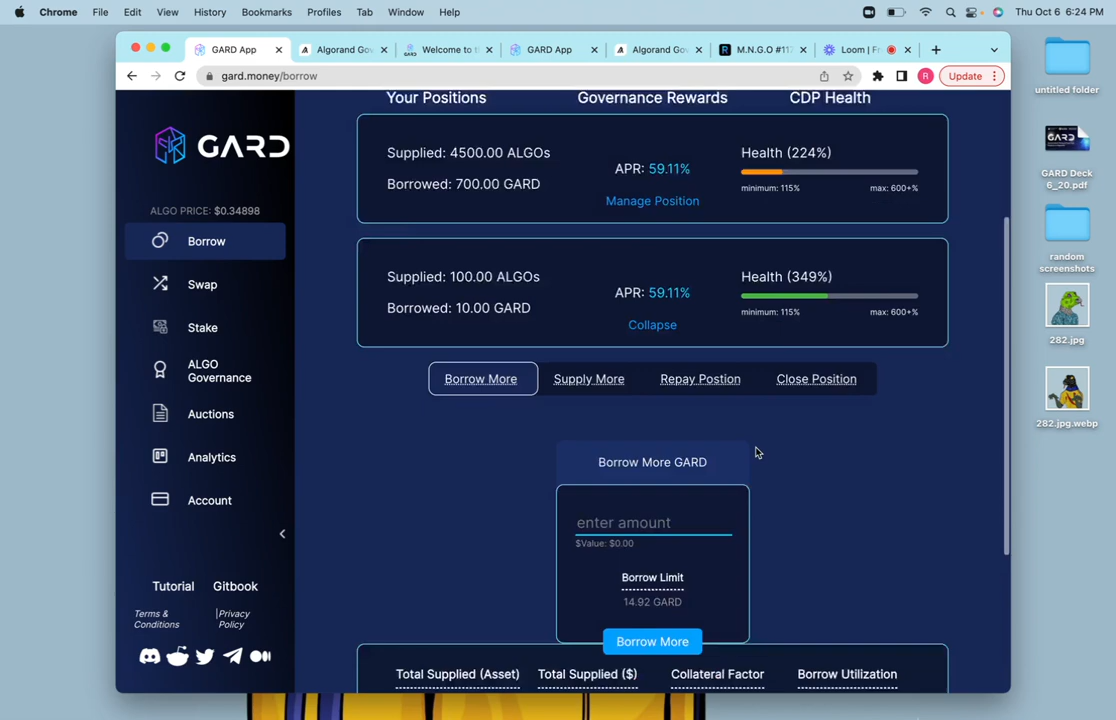 Chrome File Edit View History Bookmarks Profiles Tab Window Help
Thu Oct 6 6:24 PM
GARD App
Algorand Gov
Welcome to t
GARD App
Algorand Gov
M.N.G.O #11
Loom | Fr
gard.money/borrow
Update
GARD
ALGO PRICE: $0.34898
Borrow
Swap
Stake
ALGO
Governance
Auctions
Analytics
Account
Tutorial Gitbook
Terms &
Conditions
|Privacy
Policy
Your Positions Governance Rewards CDP Health
Supplied: 4500.00 ALGOs
Borrowed: 700.00 GARD
APR: 59.11%
Manage Position
Health (224%)
minimum: 115% max: 600+%
Supplied: 100.00 ALGOs
Borrowed: 10.00 GARD
APR: 59.11%
Collapse
Health (349%)
minimum: 115% max: 600+%
Borrow More Supply More Repay Postion Close Position
Borrow More GARD
enter amount
$Value: $0.00
Borrow Limit
14.92 GARD
Borrow More
Total Supplied (Asset) Total Supplied ($) Collateral Factor Borrow Utilization
untitled folder
GARD
GARD Deck
6_20.pdf
random
screenshots
282.jpg
282.jpg.webp